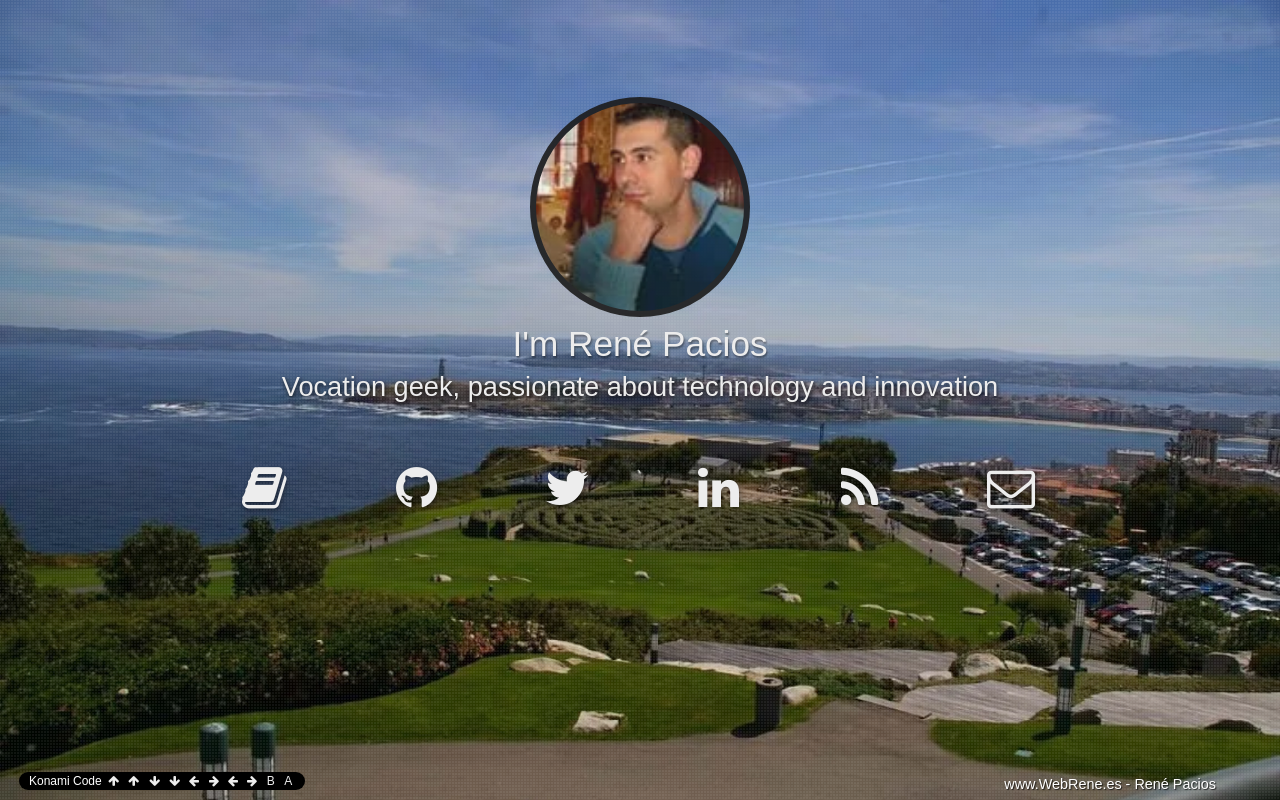 I'm René Pacios
Vocation geek, passionate about technology and innovation
Konami Code ↑ ↑ ↓ ↓ ← → ← → B A
www.WebRene.es - René Pacios